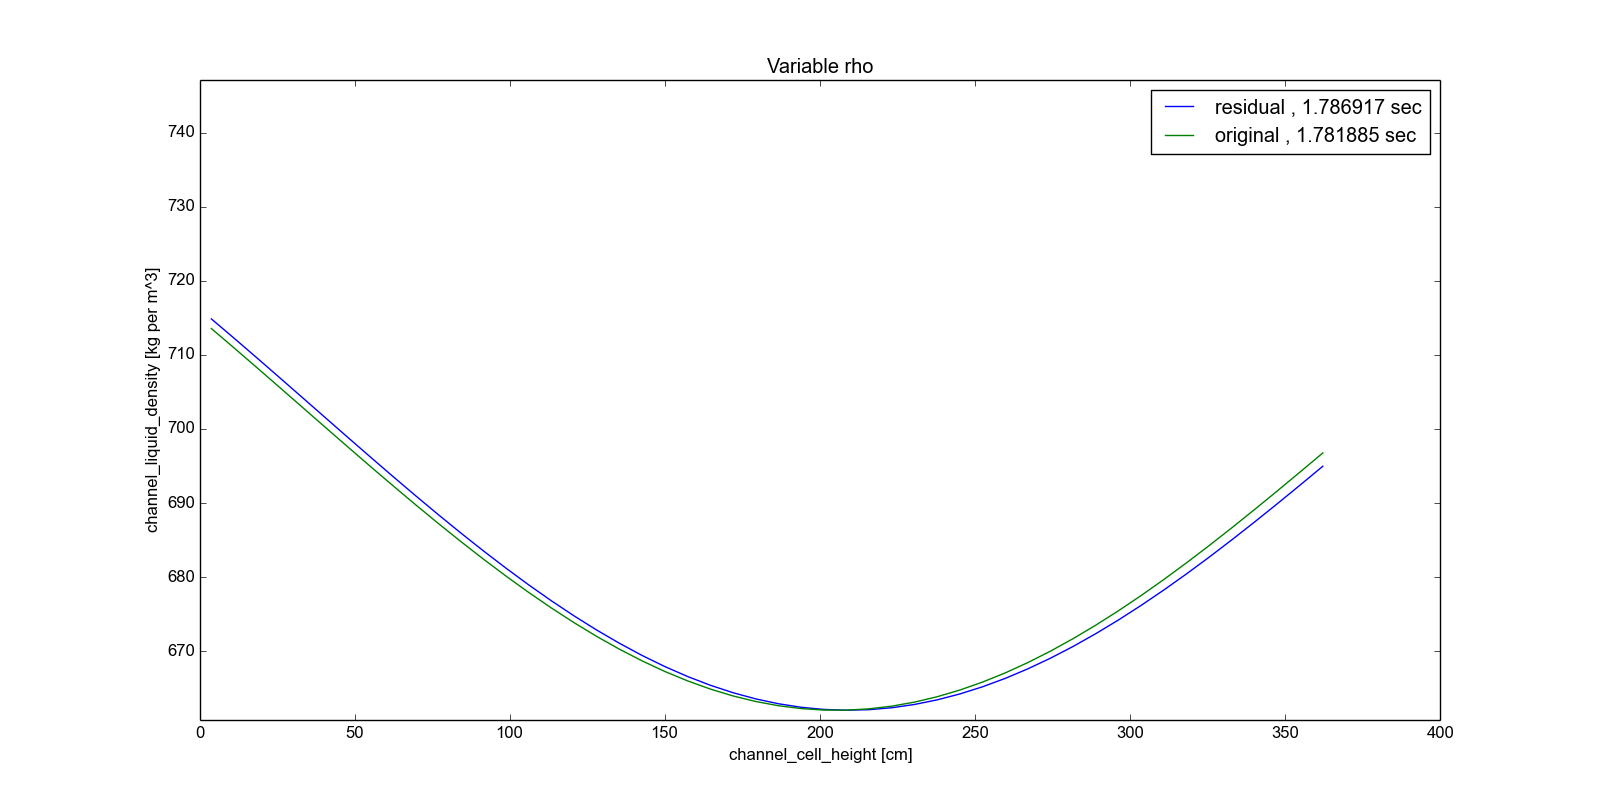 Variable rho
residual , 1.786917 sec
original , 1.781885 sec
740
730
720
710
700
690
680
670
channel_liquid_density [kg per m^3]
0 50 100 150 200 250 300 350 400
channel_cell_height [cm]